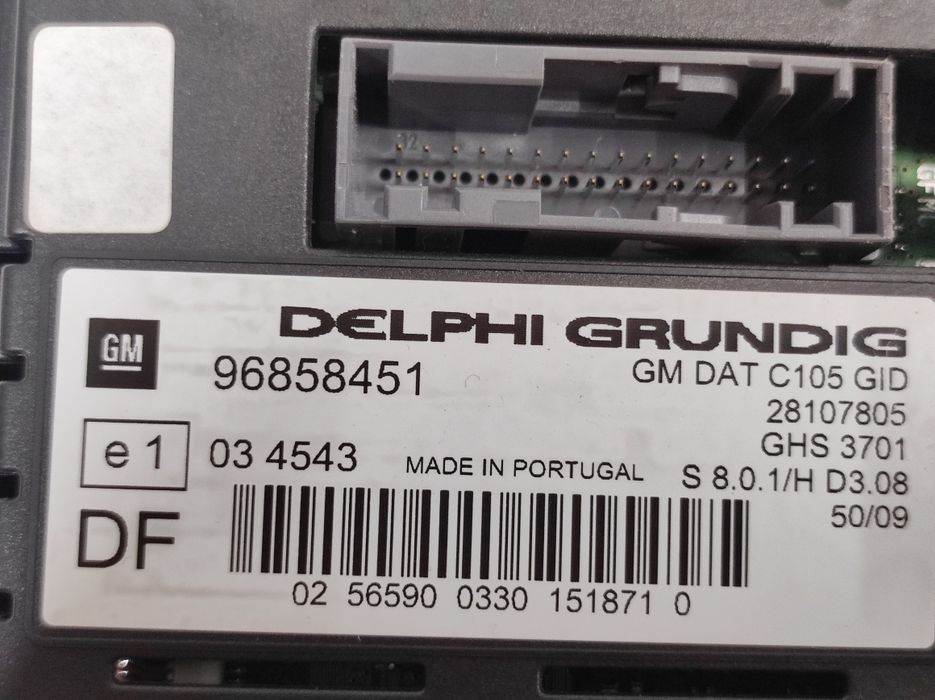 32
DELPHI GRUNDIG
GM
96858451
GM DAT C105 GID
28107805
GHS 3701
e 1
03 4543
MADE IN PORTUGAL
S 8.0.1/H D3.08
50/09
DF
02 56590 0330 151871 0